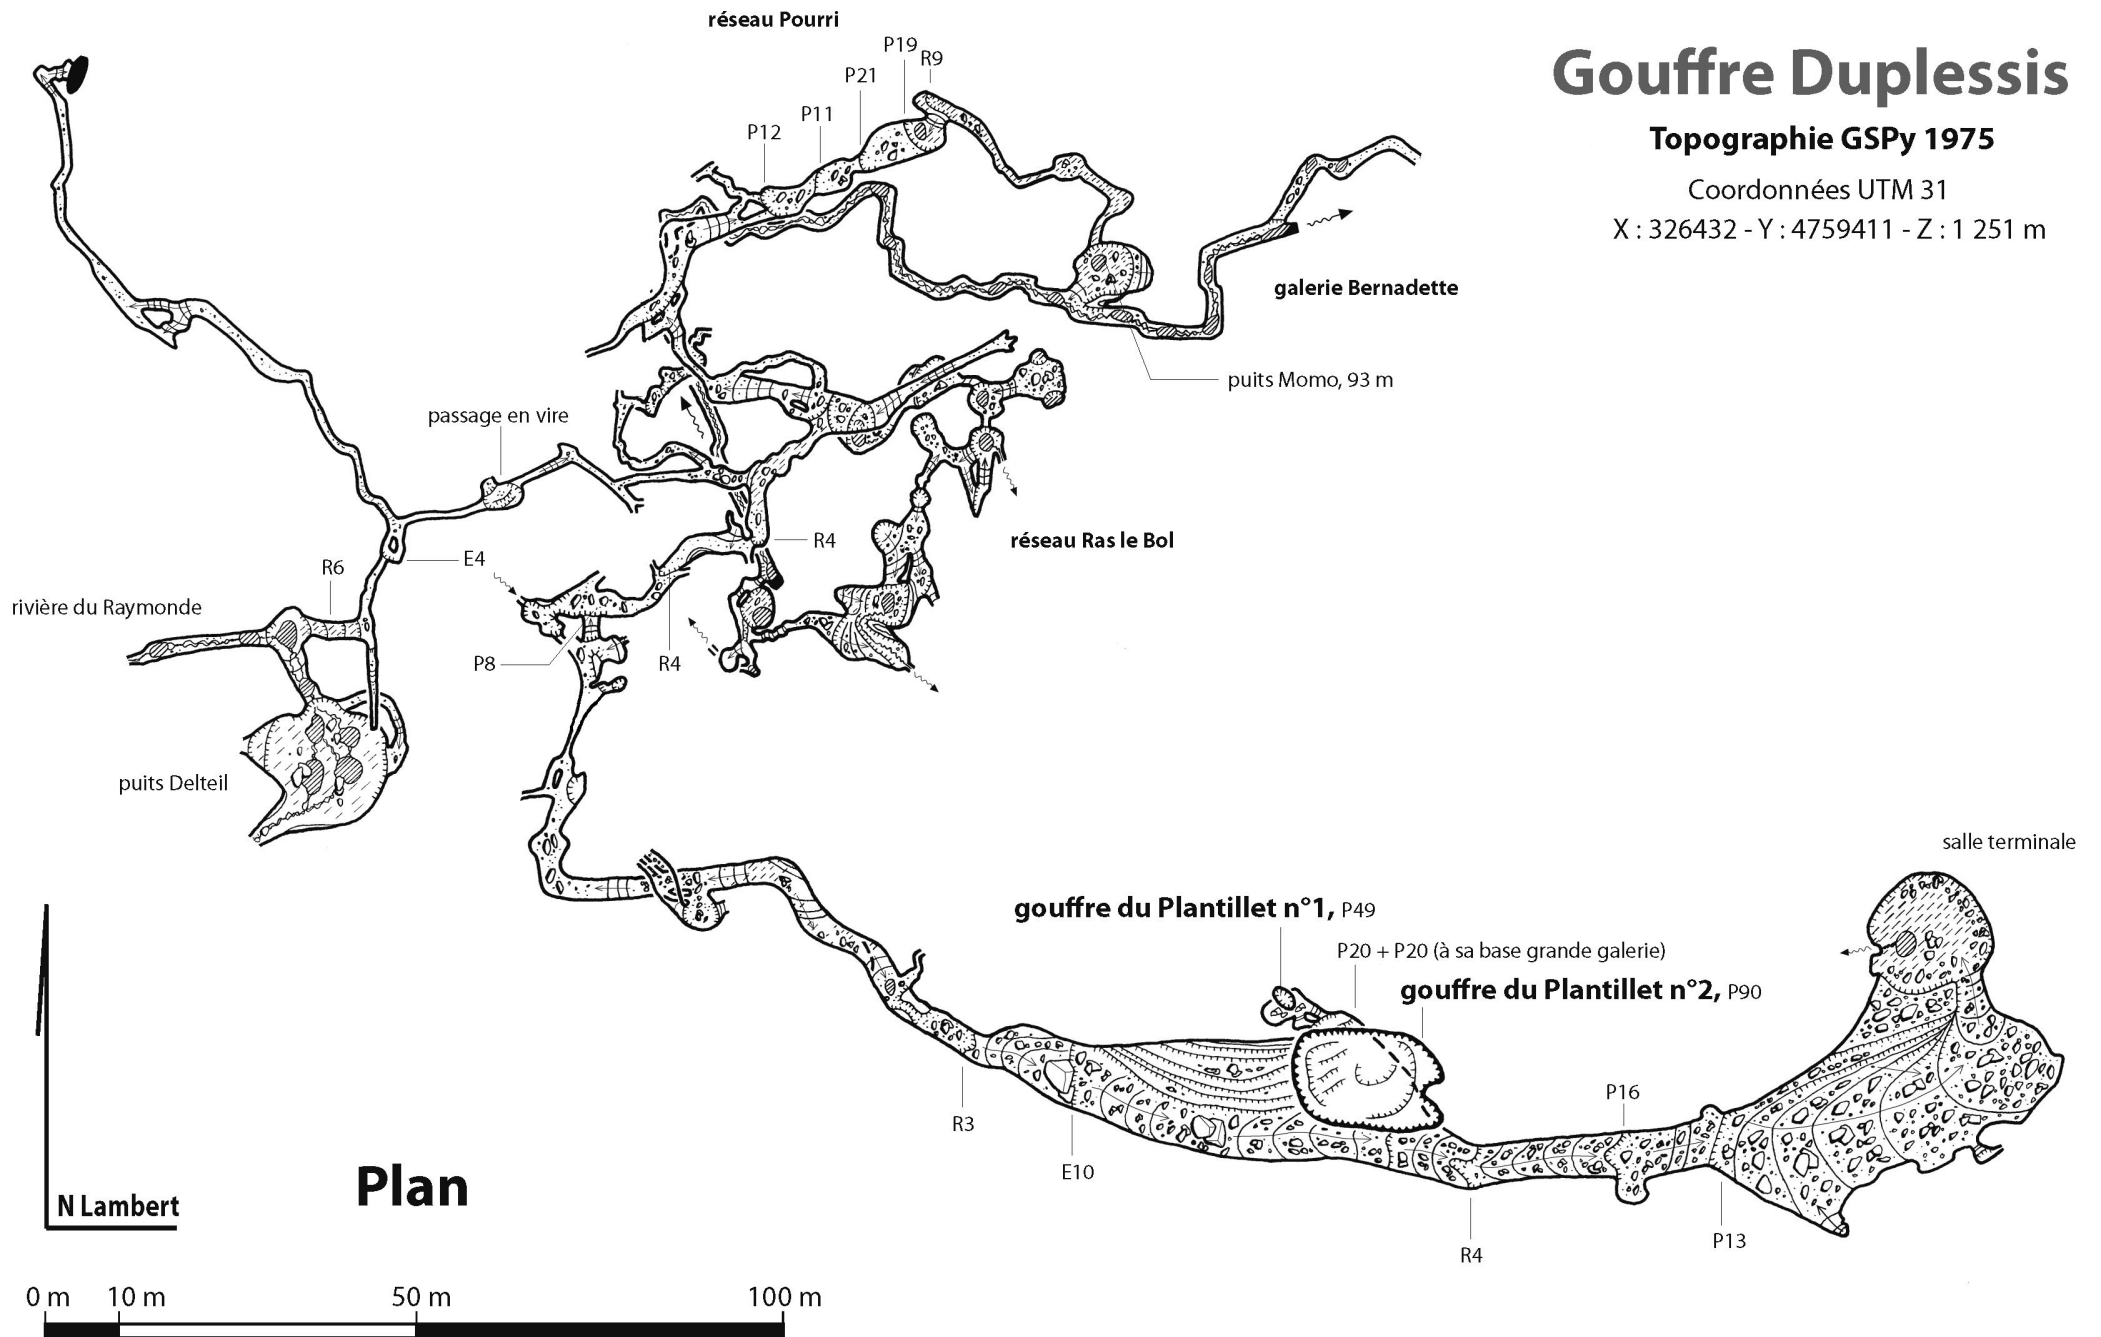 réseau Pourri
Gouffre Duplessis
Topographie GSPy 1975
Coordonnées UTM 31
X : 326432 - Y : 4759411 - Z : 1 251 m
P19
R9
P21
P11
P12
galerie Bernadette
puits Momo, 93 m
passage en vire
réseau Ras le Bol
R4
E4
R6
rivière du Raymonde
P8
R4
puits Delteil
salle terminale
gouffre du Plantillet n°1, P49
P20 + P20 (à sa base grande galerie)
gouffre du Plantillet n°2, P90
P16
R3
E10
P13
R4
Plan
N Lambert
0 m 10 m 50 m 100 m